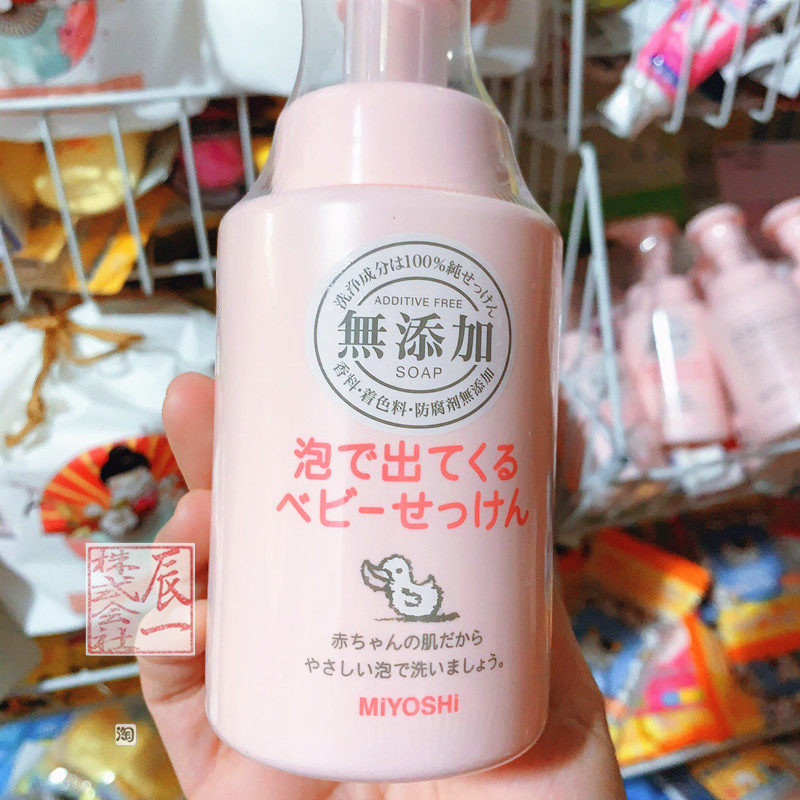 洗浄成分は100%純せっけん
ADDITIVE FREE
無添加
SOAP
香料・着色料・防腐剤無添加
泡で出てくる
ベビーせっけん
赤ちゃんの肌だから
やさしい泡で洗いましょう。
MiYOSHi
辰一
株式会社
淘